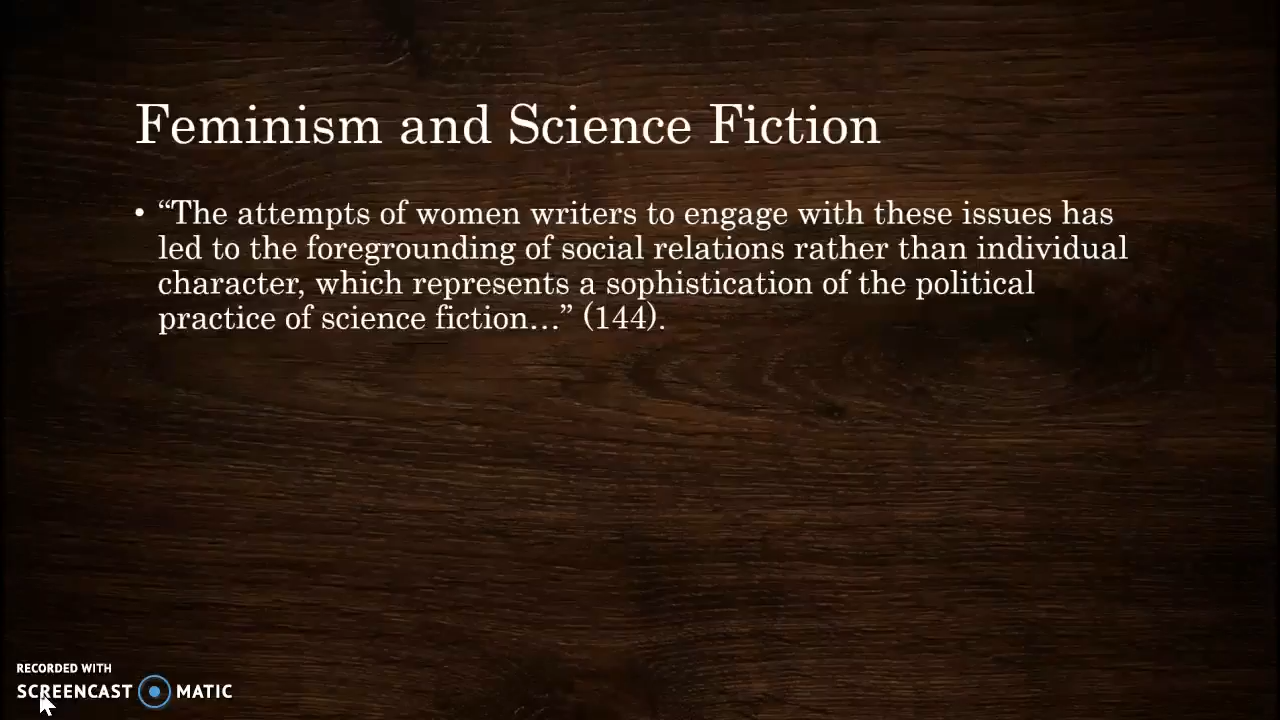 Feminism and Science Fiction
• “The attempts of women writers to engage with these issues has
led to the foregrounding of social relations rather than individual
character, which represents a sophistication of the political
practice of science fiction…” (144).
RECORDED WITH
SCREENCAST MATIC